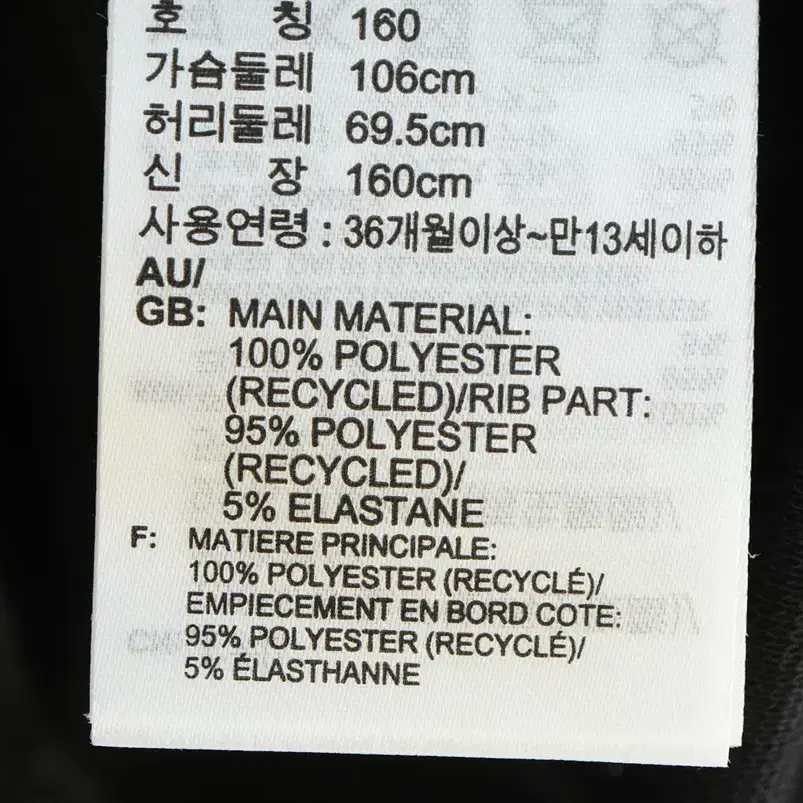 호 칭 160
가슴둘레 106cm
허리둘레 69.5cm
신 장 160cm
사용연령 : 36개월이상~만13세이하
AU/
GB: MAIN MATERIAL:
100% POLYESTER
(RECYCLED)/RIB PART:
95% POLYESTER
(RECYCLED)/
5% ELASTANE
F: MATIERE PRINCIPALE:
100% POLYESTER (RECYCLÉ)/
EMPIECEMENT EN BORD COTE:
95% POLYESTER (RECYCLÉ)/
5% ÉLASTHANNE